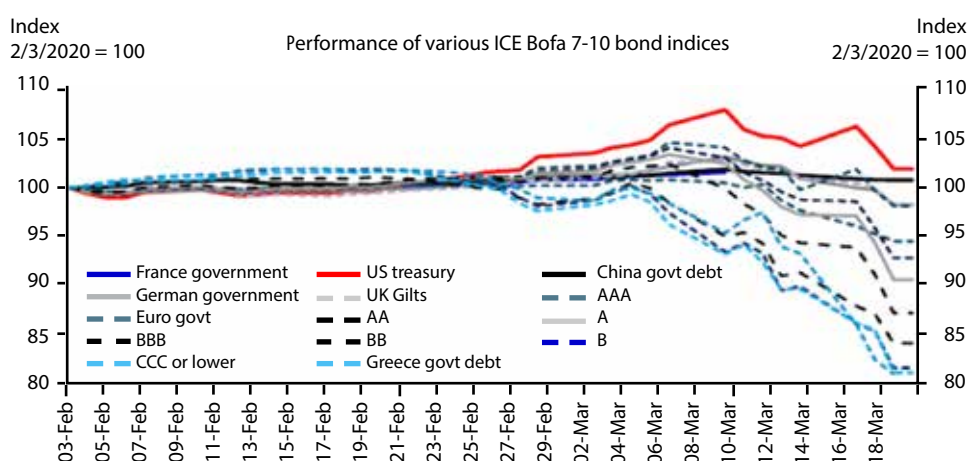 Index
2/3/2020 = 100
Performance of various ICE Bofa 7-10 bond indices
Index
2/3/2020 = 100
110
105
100
95
90
85
80
110
105
100
95
90
85
80
France government
US treasury
China govt debt
German government
UK Gilts
AAA
Euro govt
AA
A
BBB
BB
B
CCC or lower
Greece govt debt
03-Feb
05-Feb
07-Feb
09-Feb
11-Feb
13-Feb
15-Feb
17-Feb
19-Feb
21-Feb
23-Feb
25-Feb
27-Feb
29-Feb
02-Mar
04-Mar
06-Mar
08-Mar
10-Mar
12-Mar
14-Mar
16-Mar
18-Mar